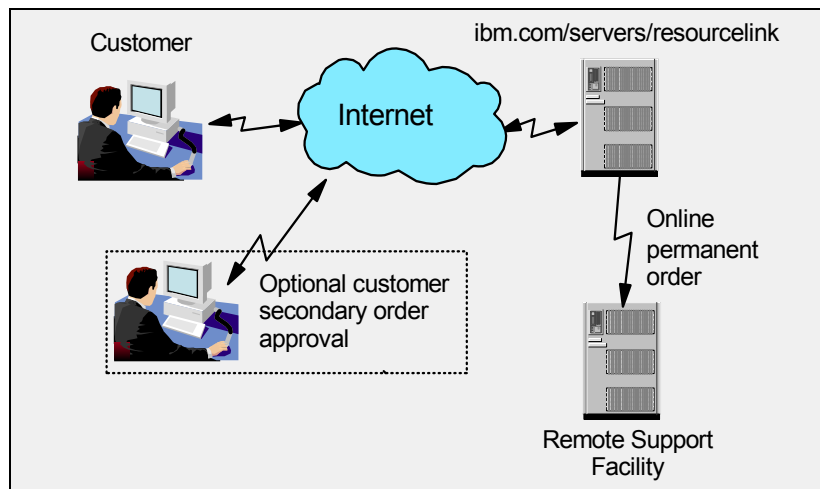 Customer
ibm.com/servers/resourcelink
Internet
Online
permanent
order
Optional customer
secondary order
approval
Remote Support
Facility